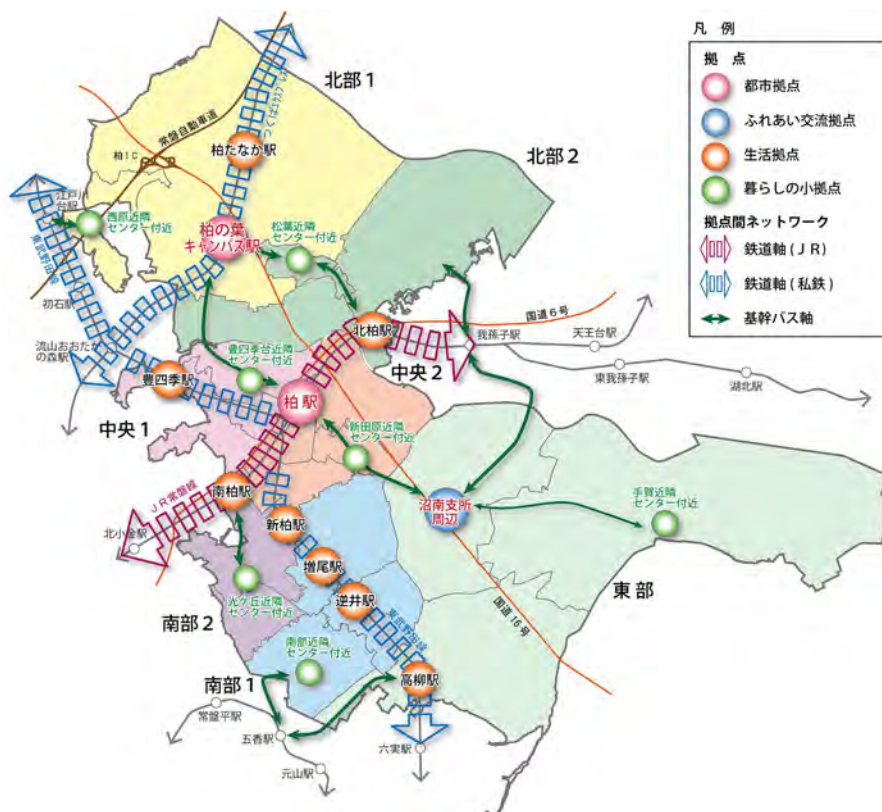 凡 例
拠 点
都市拠点
ふれあい交流拠点
生活拠点
暮らしの小拠点
拠点間ネットワーク
鉄道軸(ＪＲ)
鉄道軸(私鉄)
基幹バス軸
北部1
つくばエクスプレス
常磐自動車道
柏たなか駅
柏ＩＣ
北部2
江戸川
台駅
西原近隣
センター付近
柏の葉
キャンパス駅
松葉近隣
センター付近
東武野田線
初石駅
国道6号
北柏駅
我孫子駅
天王台駅
流山おおたか
の森駅
豊四季台近隣
センター付近
中央2
東我孫子駅
湖北駅
豊四季駅
柏 駅
中央1
新田原近隣
センター付近
ＪＲ常磐線
南柏駅
沼南支所
周辺
手賀近隣
センター付近
北小金駅
新柏駅
増尾駅
光ケ丘近隣
センター付近
逆井駅
東 部
南部2
東武野田線
国道16号
南部近隣
センター付近
南部1
高柳駅
常盤平駅
五香駅
六実駅
元山駅